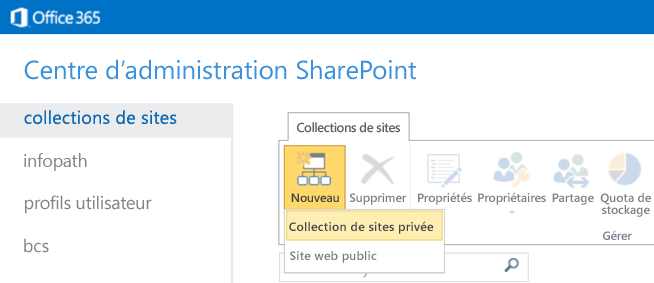 Office 365
Centre d'administration SharePoint
collections de sites
infopath
profils utilisateur
bcs
Collections de sites
Nouveau
Supprimer
Propriétés
Propriétaires
Partage
Quota de
stockage
Gérer
Collection de sites privée
Site web public